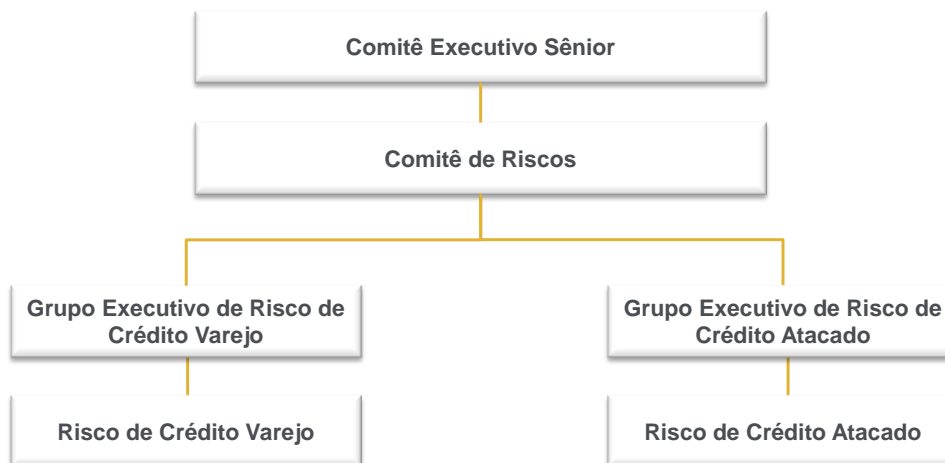 Comitê Executivo Sênior
Comitê de Riscos
Grupo Executivo de Risco de
Crédito Varejo
Grupo Executivo de Risco de
Crédito Atacado
Risco de Crédito Varejo
Risco de Crédito Atacado